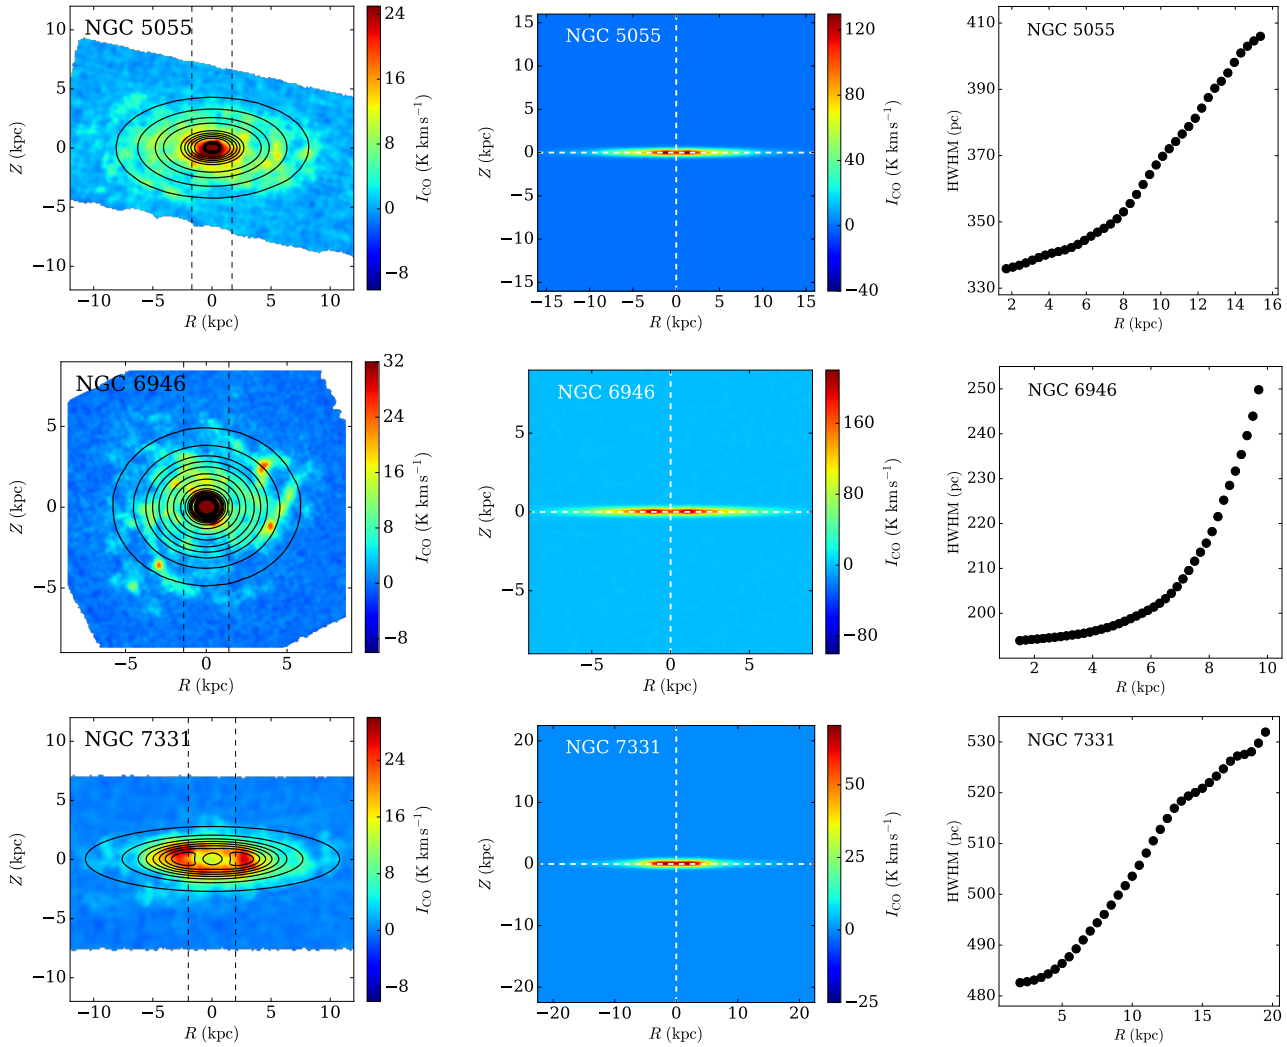 NGC 5055
12
10
5
0
−5
−10
Z (kpc)
−10 −5 0 5 10
R (kpc)
24
16
8
0
−8
I_CO (K km s⁻¹)
NGC 5055
15
10
5
0
−5
−10
−15
Z (kpc)
−15 −10 −5 0 5 10 15
R (kpc)
120
80
40
0
−40
I_CO (K km s⁻¹)
NGC 5055
410
390
370
350
330
HWHM (pc)
2 4 6 8 10 12 14 16
R (kpc)
NGC 6946
5
0
−5
Z (kpc)
−5 0 5
R (kpc)
32
24
16
8
0
−8
I_CO (K km s⁻¹)
NGC 6946
5
0
−5
Z (kpc)
−5 0 5
R (kpc)
160
80
0
−80
I_CO (K km s⁻¹)
NGC 6946
250
240
230
220
210
200
HWHM (pc)
2 4 6 8 10
R (kpc)
NGC 7331
10
5
0
−5
−10
Z (kpc)
−10 −5 0 5 10
R (kpc)
24
16
8
0
−8
I_CO (K km s⁻¹)
NGC 7331
20
10
0
−10
−20
Z (kpc)
−20 −10 0 10 20
R (kpc)
50
25
0
−25
I_CO (K km s⁻¹)
NGC 7331
530
520
510
500
490
480
HWHM (pc)
5 10 15 20
R (kpc)